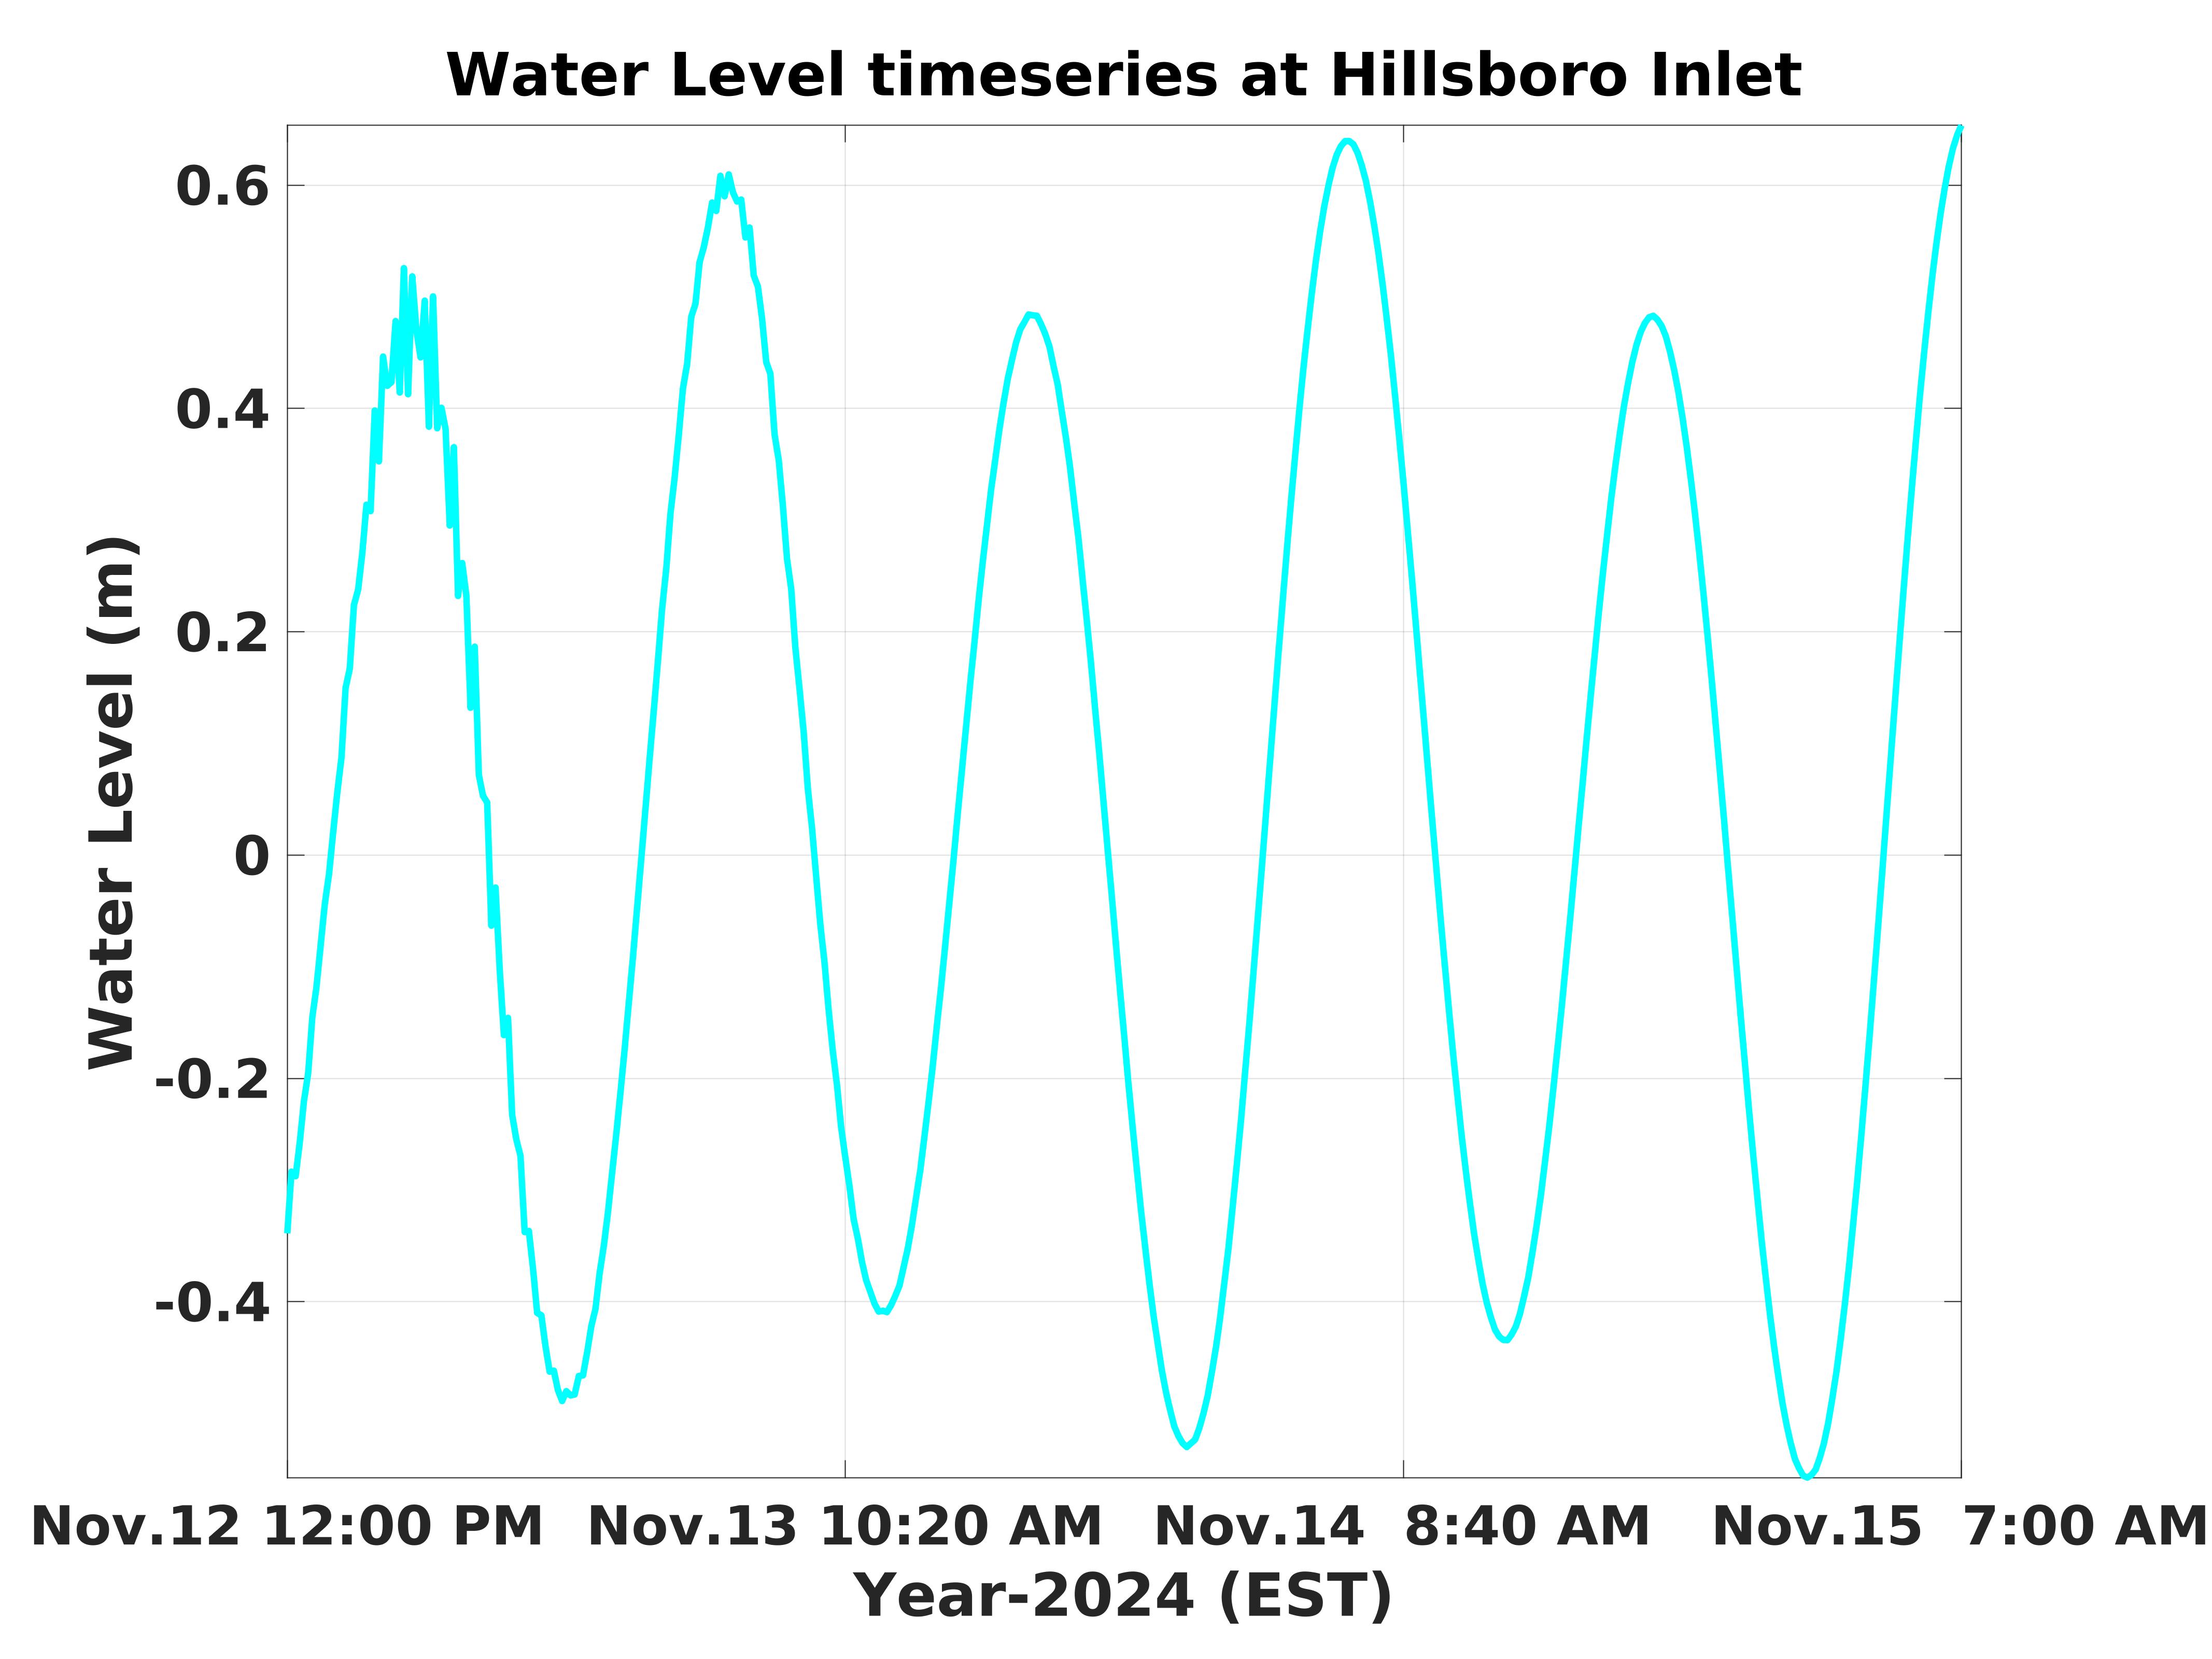 Water Level timeseries at Hillsboro Inlet
0.6
0.4
0.2
0
-0.2
-0.4
Water Level (m)
Nov.12 12:00 PM Nov.13 10:20 AM Nov.14 8:40 AM Nov.15 7:00 AM
Year-2024 (EST)